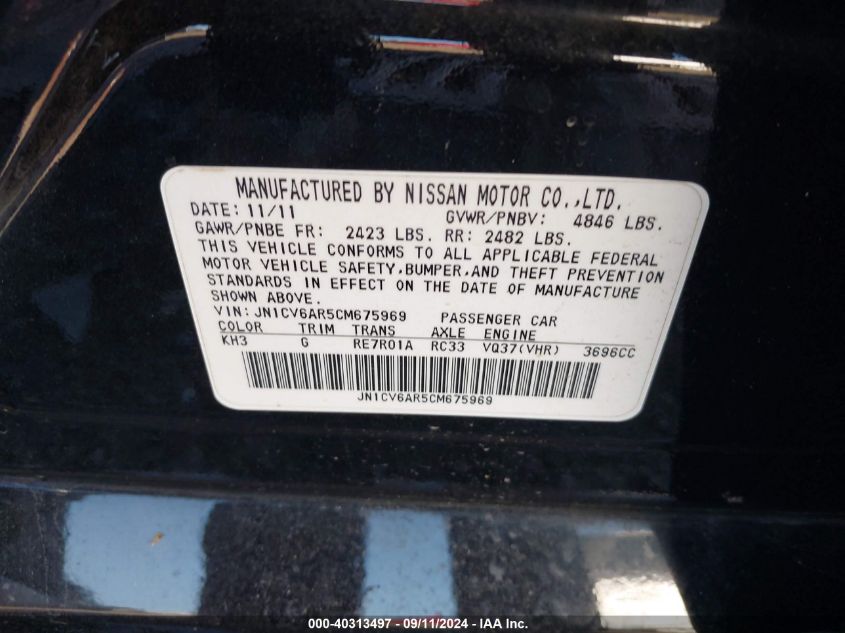 MANUFACTURED BY NISSAN MOTOR CO.,LTD.
DATE: 11/11 GVWR/PNBV: 4846 LBS.
GAWR/PNBE FR: 2423 LBS. RR: 2482 LBS.
THIS VEHICLE CONFORMS TO ALL APPLICABLE FEDERAL
MOTOR VEHICLE SAFETY,BUMPER,AND THEFT PREVENTION
STANDARDS IN EFFECT ON THE DATE OF MANUFACTURE
SHOWN ABOVE.
VIN: JN1CV6AR5CM675969 PASSENGER CAR
COLOR TRIM TRANS AXLE ENGINE
KH3 G RE7R01A RC33 VQ37(VHR) 3696CC
JN1CV6AR5CM675969
000-40313497 - 09/11/2024 - IAA Inc.